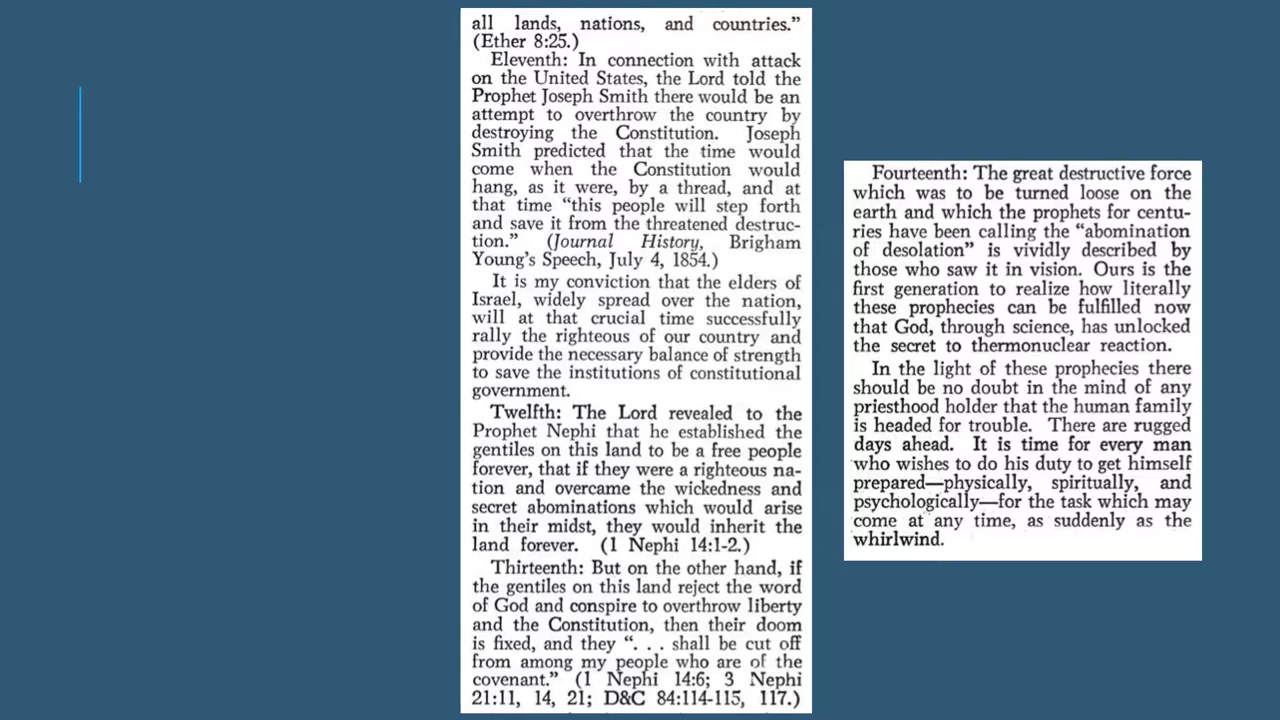 all lands, nations, and countries.”
(Ether 8:25.)
Eleventh: In connection with attack
on the United States, the Lord told the
Prophet Joseph Smith there would be an
attempt to overthrow the country by
destroying the Constitution. Joseph
Smith predicted that the time would
come when the Constitution would
hang, as it were, by a thread, and at
that time “this people will step forth
and save it from the threatened destruc-
tion.” (Journal History, Brigham
Young’s Speech, July 4, 1854.)
It is my conviction that the elders of
Israel, widely spread over the nation,
will at that crucial time successfully
rally the righteous of our country and
provide the necessary balance of strength
to save the institutions of constitutional
government.
Twelfth: The Lord revealed to the
Prophet Nephi that he established the
gentiles on this land to be a free people
forever, that if they were a righteous na-
tion and overcame the wickedness and
secret abominations which would arise
in their midst, they would inherit the
land forever. (1 Nephi 14:1-2.)
Thirteenth: But on the other hand, if
the gentiles on this land reject the word
of God and conspire to overthrow liberty
and the Constitution, then their doom
is fixed, and they “. . . shall be cut off
from among my people who are of the
covenant.” (1 Nephi 14:6; 3 Nephi
21:11, 14, 21; D&C 84:114-115, 117.)
Fourteenth: The great destructive force
which was to be turned loose on the
earth and which the prophets for centu-
ries have been calling the “abomination
of desolation” is vividly described by
those who saw it in vision. Ours is the
first generation to realize how literally
these prophecies can be fulfilled now
that God, through science, has unlocked
the secret to thermonuclear reaction.
In the light of these prophecies there
should be no doubt in the mind of any
priesthood holder that the human family
is headed for trouble. There are rugged
days ahead. It is time for every man
who wishes to do his duty to get himself
prepared—physically, spiritually, and
psychologically—for the task which may
come at any time, as suddenly as the
whirlwind.